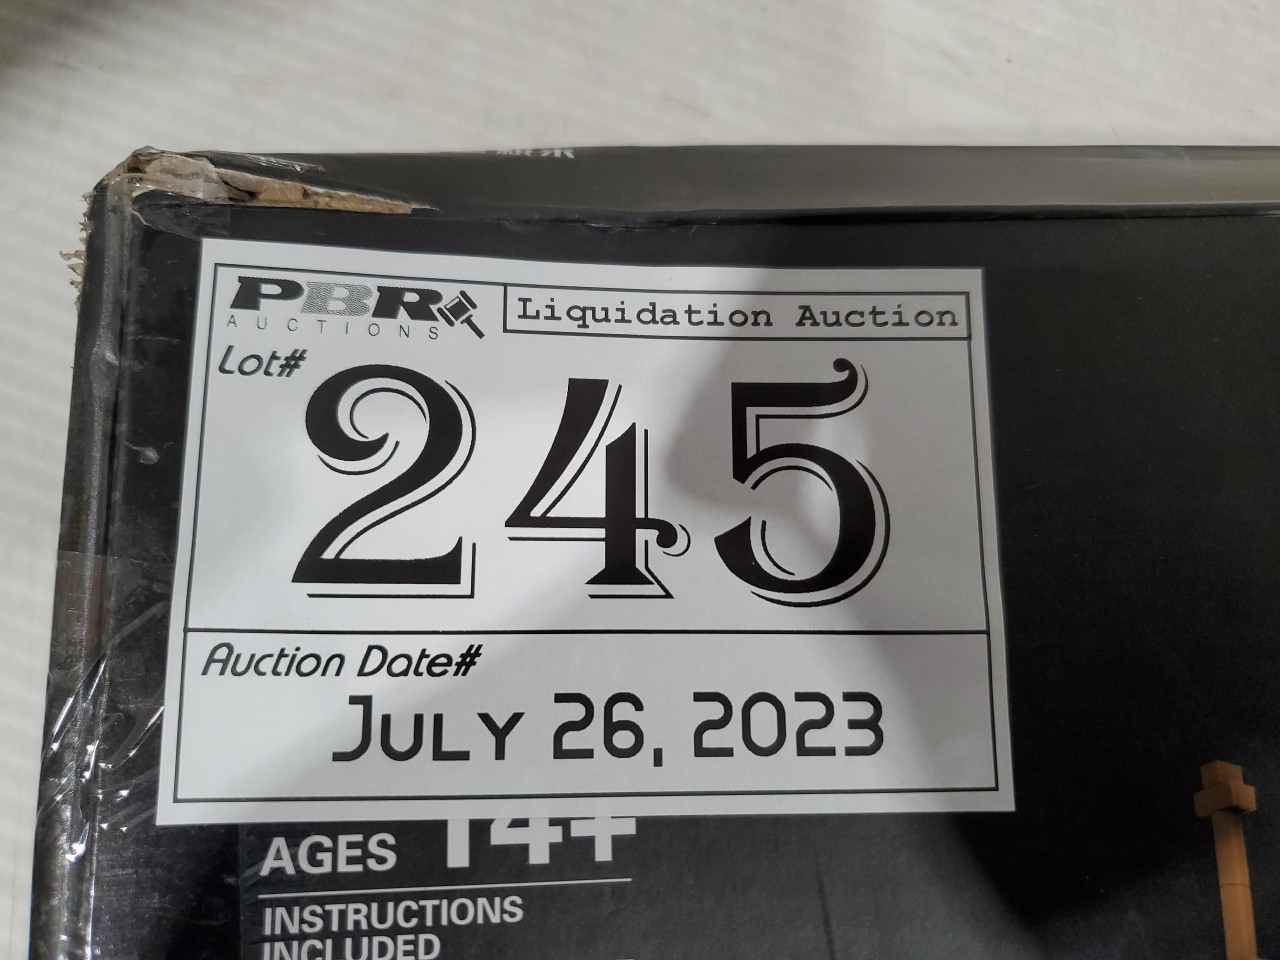 PBR
AUCTIONS
Liquidation Auction
Lot#
245
Auction Date#
July 26, 2023
AGES 14+
INSTRUCTIONS
INCLUDED